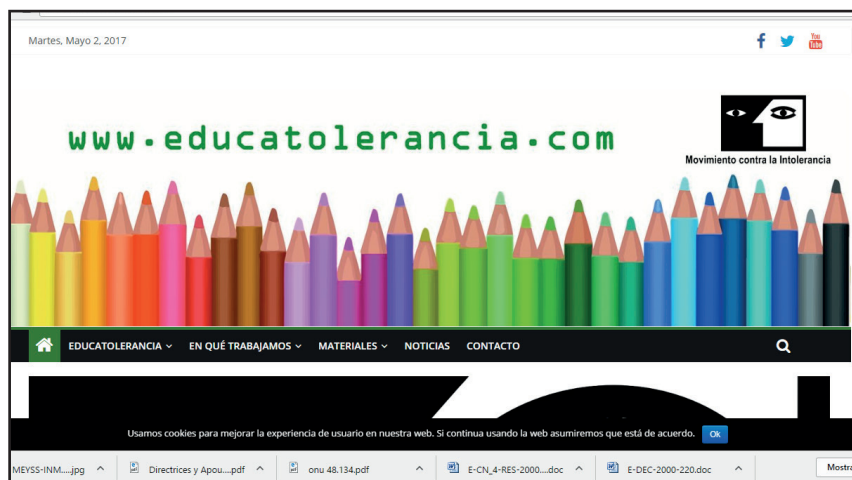 Martes, Mayo 2, 2017
You
Tube
www.educatolerancia.com
Movimiento contra la Intolerancia
EDUCATOLERANCIA EN QUÉ TRABAJAMOS MATERIALES NOTICIAS CONTACTO
Usamos cookies para mejorar la experiencia de usuario en nuestra web. Si continua usando la web asumiremos que está de acuerdo. Ok
MEYSS-INM....jpg Directrices y Apou....pdf onu 48.134.pdf E-CN_4-RES-2000....doc E-DEC-2000-220.doc Mostra